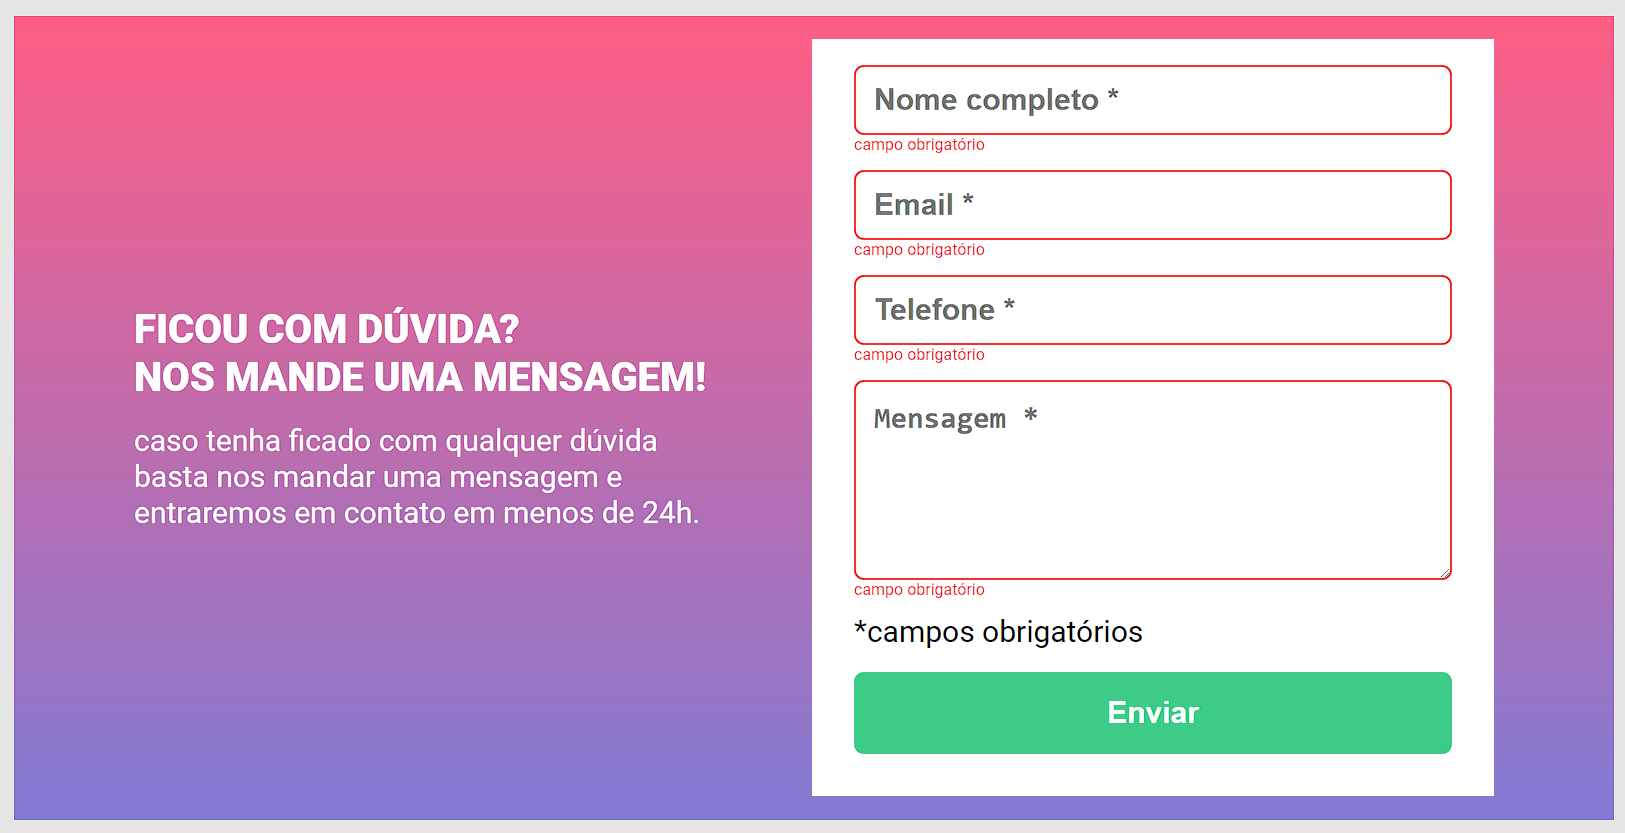 FICOU COM DÚVIDA?
NOS MANDE UMA MENSAGEM!
caso tenha ficado com qualquer dúvida
basta nos mandar uma mensagem e
entraremos em contato em menos de 24h.
Nome completo *
campo obrigatório
Email *
campo obrigatório
Telefone *
campo obrigatório
Mensagem *
campo obrigatório
*campos obrigatórios
Enviar